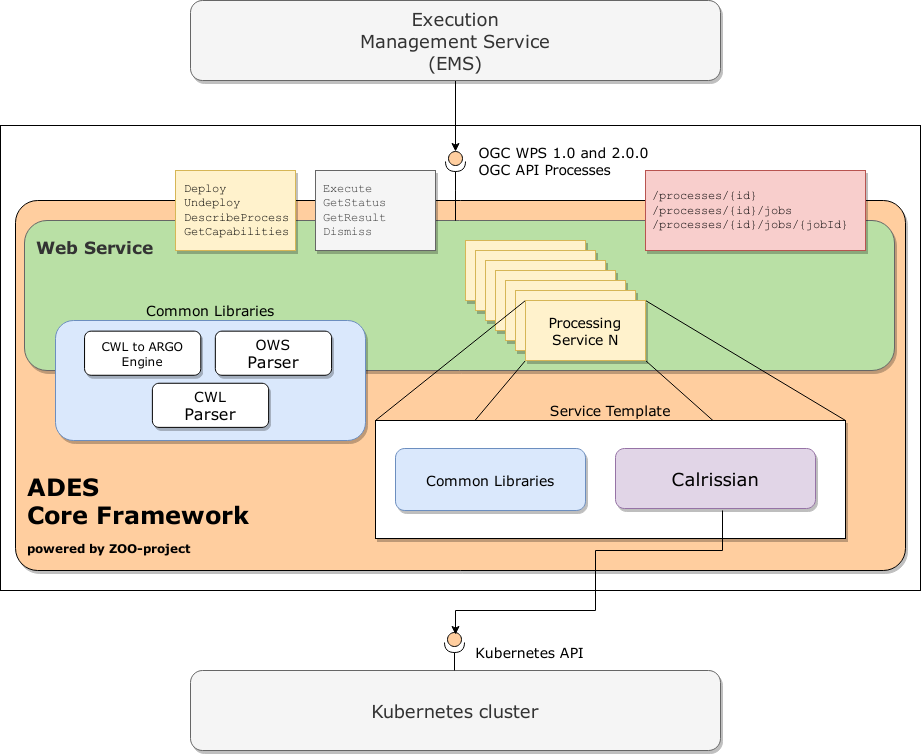 Execution
Management Service
(EMS)
OGC WPS 1.0 and 2.0.0
OGC API Processes
Deploy
Undeploy
DescribeProcess
GetCapabilities
Execute
GetStatus
GetResult
Dismiss
/processes/{id}
/processes/{id}/jobs
/processes/{id}/jobs/{jobId}
Web Service
Common Libraries
CWL to ARGO
Engine
OWS
Parser
CWL
Parser
Processing
Service N
Service Template
Common Libraries
Calrissian
ADES
Core Framework
powered by ZOO-project
Kubernetes API
Kubernetes cluster